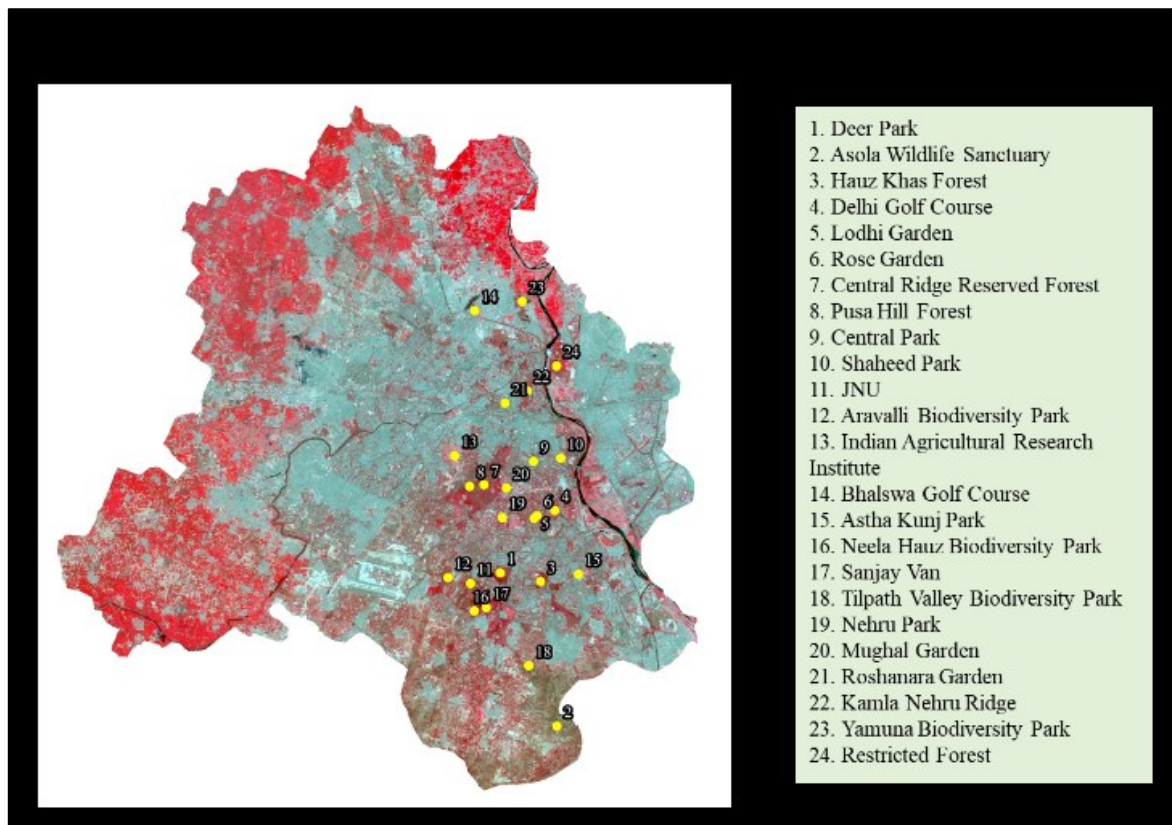 14
23
24
22
21
13
9
10
8
7
20
19
6
4
5
12
11
1
3
15
16
17
18
2
1. Deer Park
2. Asola Wildlife Sanctuary
3. Hauz Khas Forest
4. Delhi Golf Course
5. Lodhi Garden
6. Rose Garden
7. Central Ridge Reserved Forest
8. Pusa Hill Forest
9. Central Park
10. Shaheed Park
11. JNU
12. Aravalli Biodiversity Park
13. Indian Agricultural Research
Institute
14. Bhalswa Golf Course
15. Astha Kunj Park
16. Neela Hauz Biodiversity Park
17. Sanjay Van
18. Tilpath Valley Biodiversity Park
19. Nehru Park
20. Mughal Garden
21. Roshanara Garden
22. Kamla Nehru Ridge
23. Yamuna Biodiversity Park
24. Restricted Forest